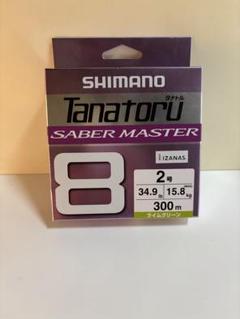 SHIMANO
タナトル
Tanatoru
SABER MASTER
IZANAS
8
2号
34.9lb 15.8kg
300m
ライムグリーン